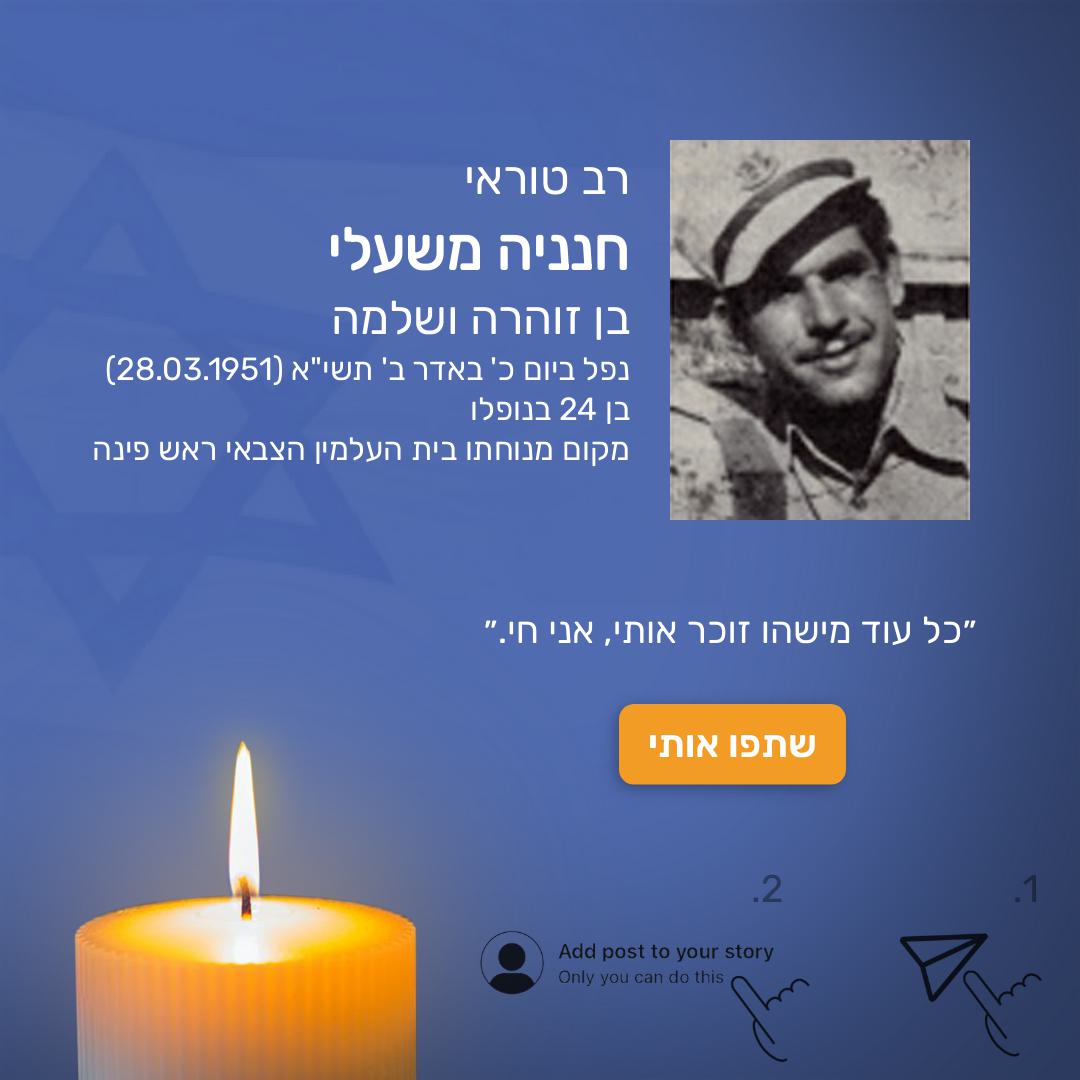 רב טוראי
חנניה משעלי
בן זוהרה ושלמה
נפל ביום כ' באדר ב' תשי"א (28.03.1951)
בן 24 בנופלו
מקום מנוחתו בית העלמין הצבאי ראש פינה
״כל עוד מישהו זוכר אותי, אני חי.״
שתפו אותי
.1
.2
Add post to your story
Only you can do this